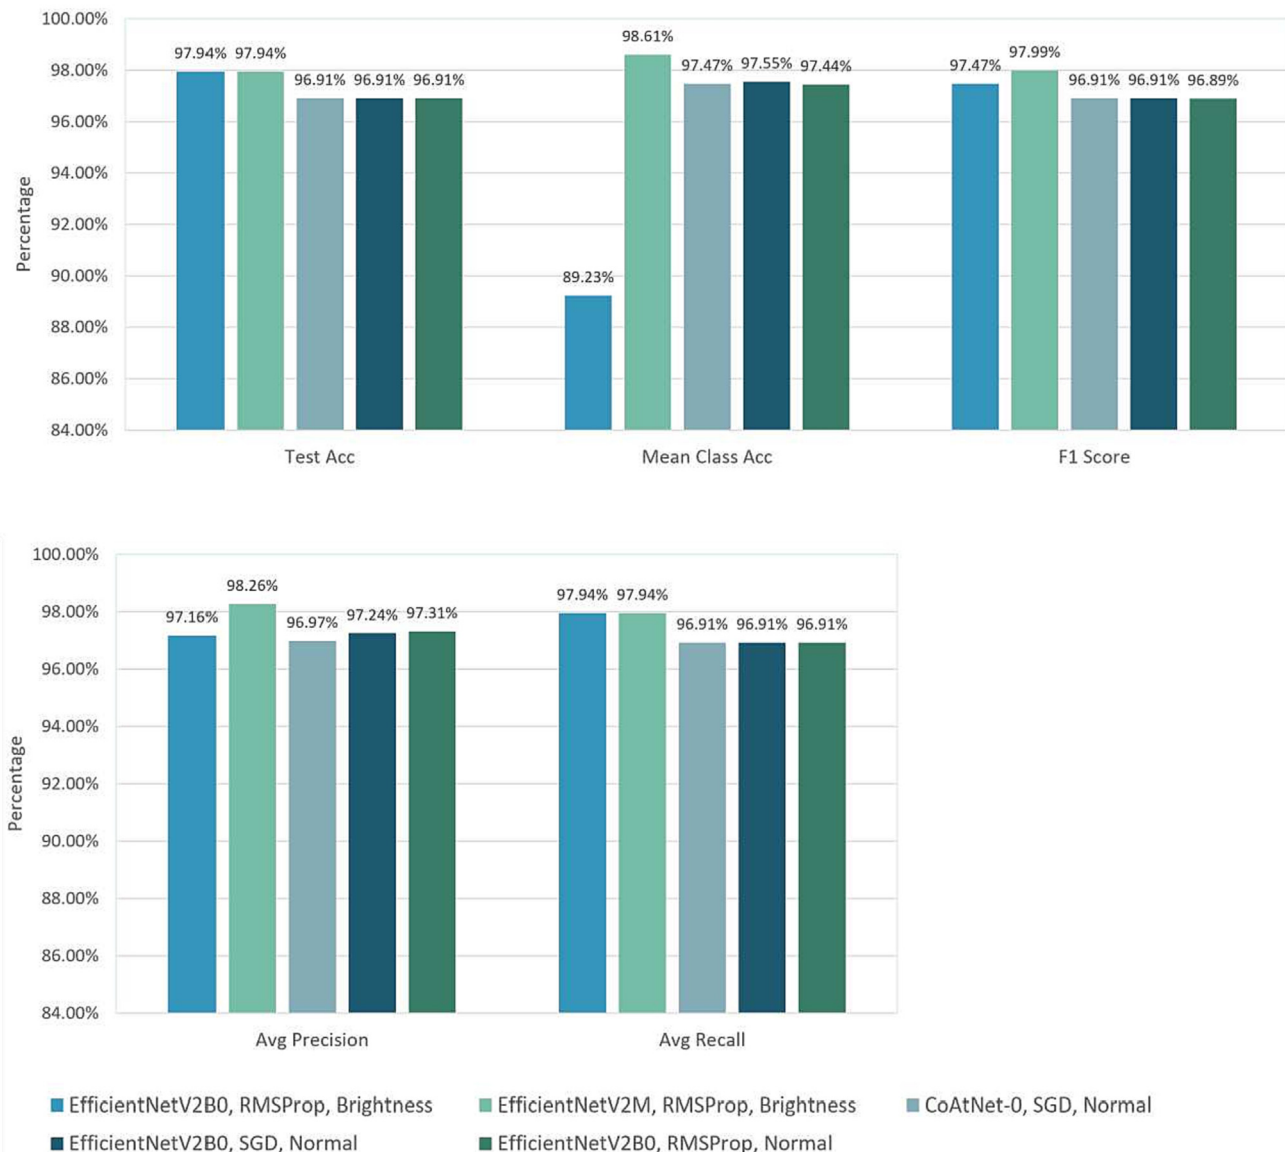 100.00%
98.00%
96.00%
94.00%
92.00%
90.00%
88.00%
86.00%
84.00%
Percentage
97.94% 97.94% 96.91% 96.91% 96.91%
89.23% 98.61% 97.47% 97.55% 97.44%
97.47% 97.99% 96.91% 96.91% 96.89%
Test Acc Mean Class Acc F1 Score
100.00%
98.00%
96.00%
94.00%
92.00%
90.00%
88.00%
86.00%
84.00%
Percentage
97.16% 98.26% 96.97% 97.24% 97.31%
97.94% 97.94% 96.91% 96.91% 96.91%
Avg Precision Avg Recall
EfficientNetV2B0, RMSProp, Brightness EfficientNetV2M, RMSProp, Brightness CoAtNet-0, SGD, Normal
EfficientNetV2B0, SGD, Normal EfficientNetV2B0, RMSProp, Normal